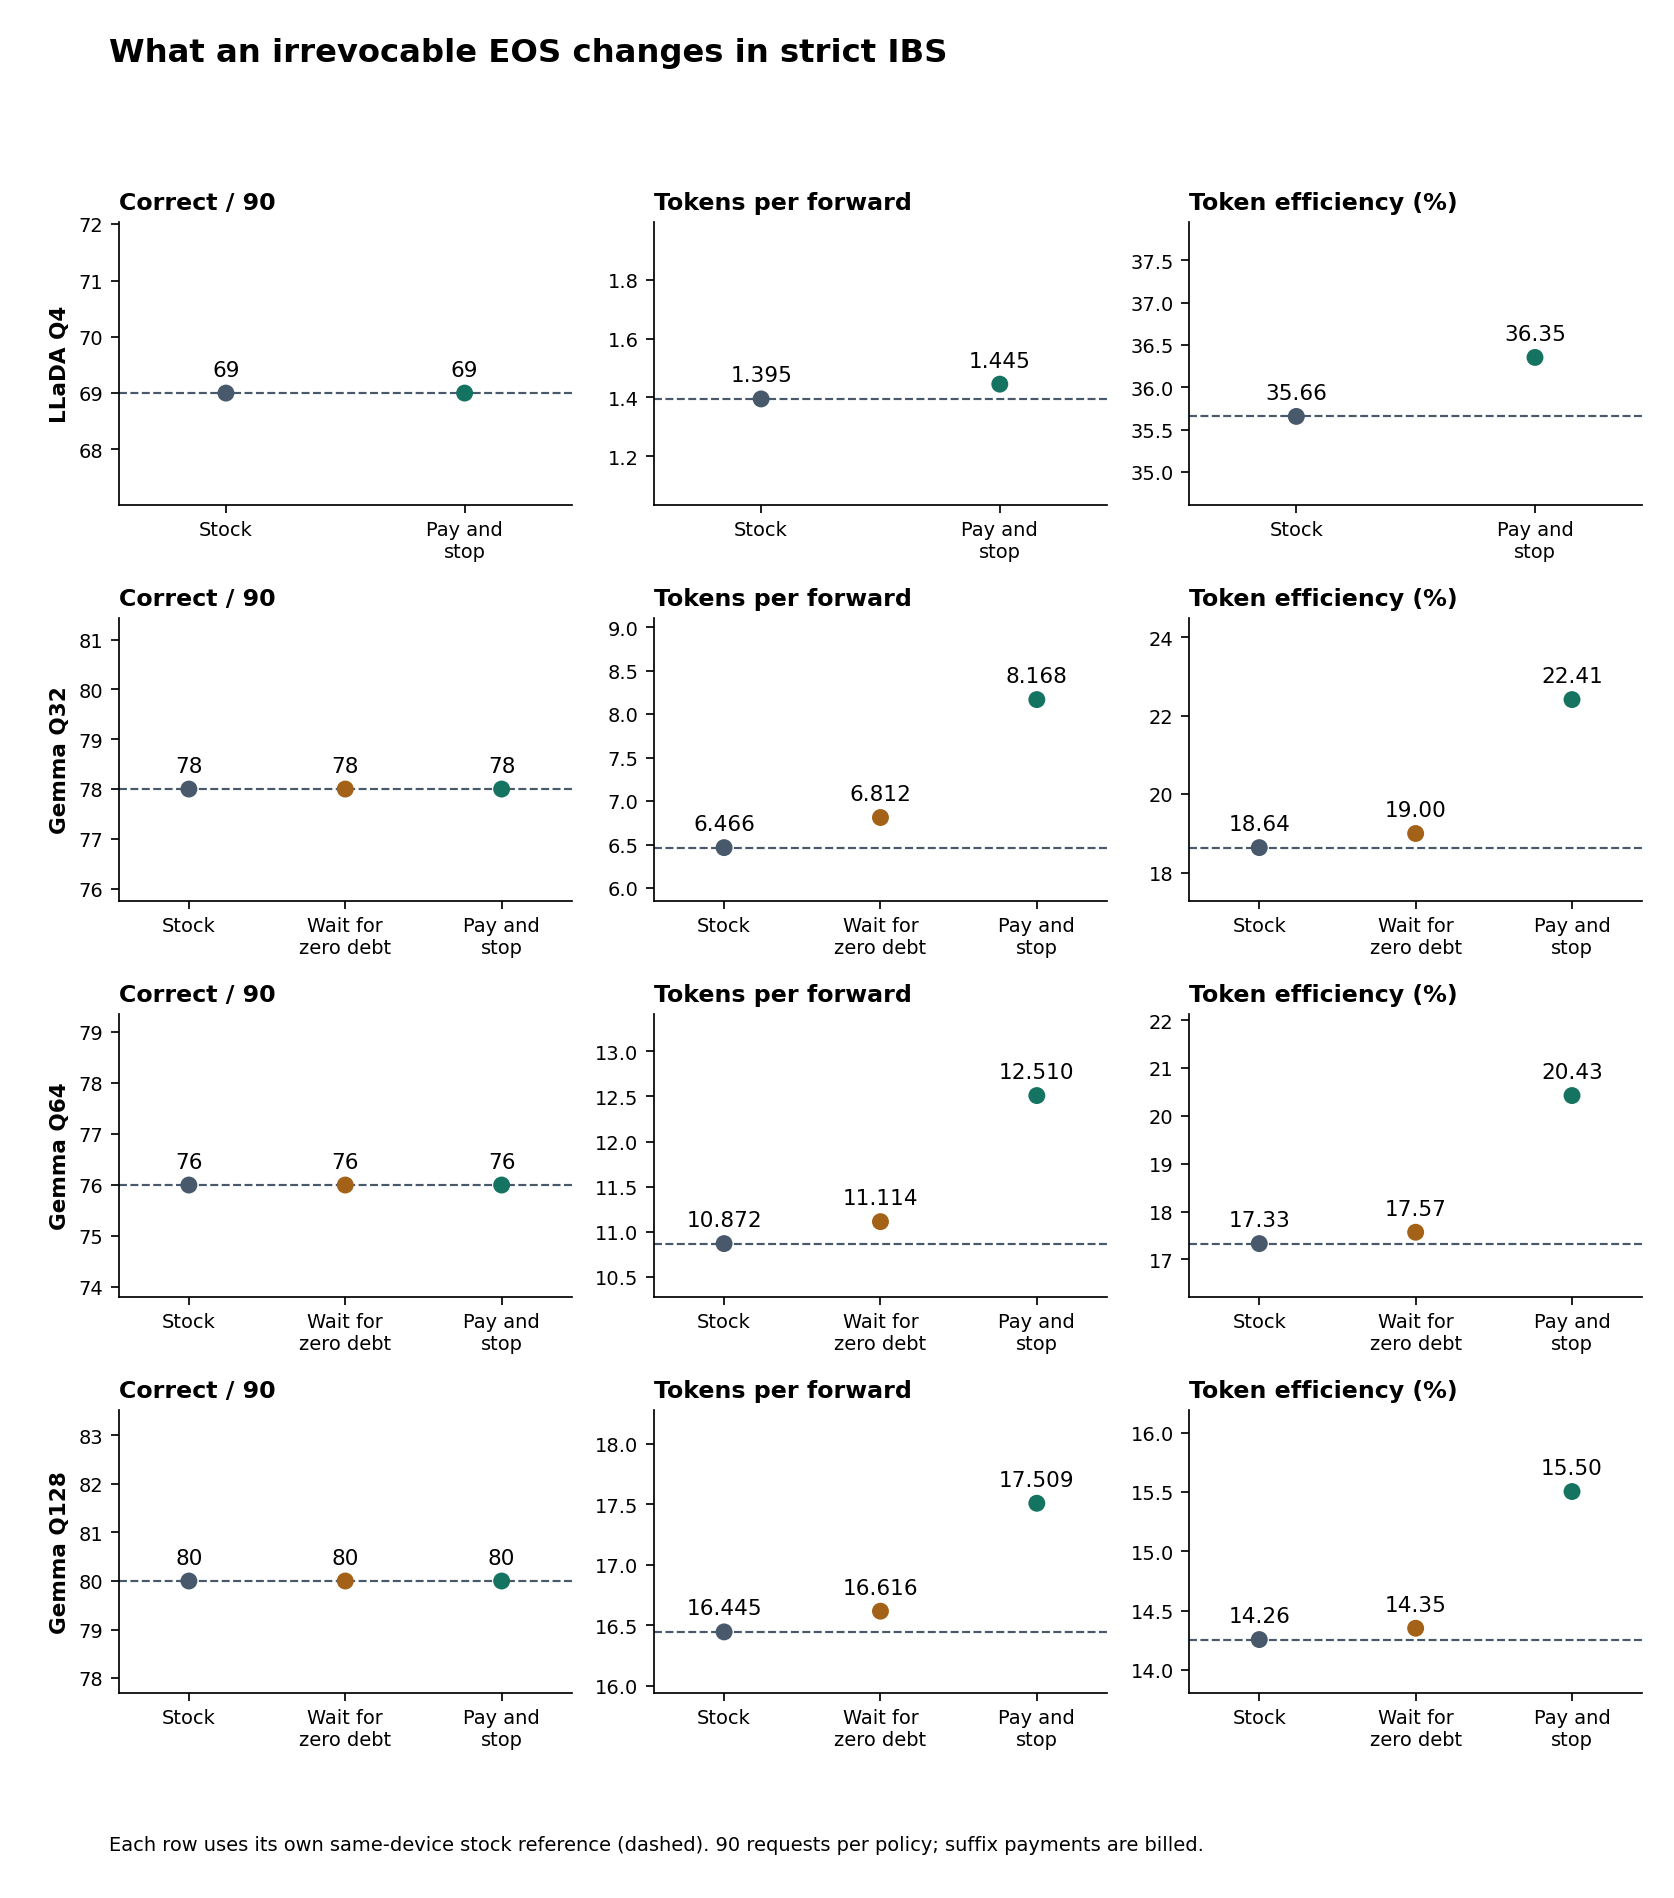 What an irrevocable EOS changes in strict IBS
Correct / 90
Tokens per forward
Token efficiency (%)
LLaDA Q4
72
71
70
69
68
69
69
Stock
Pay and
stop
1.8
1.6
1.4
1.2
1.395
1.445
Stock
Pay and
stop
37.5
37.0
36.5
36.0
35.5
35.0
35.66
36.35
Stock
Pay and
stop
Correct / 90
Tokens per forward
Token efficiency (%)
Gemma Q32
81
80
79
78
77
76
78
78
78
Stock
Wait for
zero debt
Pay and
stop
9.0
8.5
8.0
7.5
7.0
6.5
6.0
6.466
6.812
8.168
Stock
Wait for
zero debt
Pay and
stop
24
22
20
18
18.64
19.00
22.41
Stock
Wait for
zero debt
Pay and
stop
Correct / 90
Tokens per forward
Token efficiency (%)
Gemma Q64
79
78
77
76
75
74
76
76
76
Stock
Wait for
zero debt
Pay and
stop
13.0
12.5
12.0
11.5
11.0
10.5
10.872
11.114
12.510
Stock
Wait for
zero debt
Pay and
stop
22
21
20
19
18
17
17.33
17.57
20.43
Stock
Wait for
zero debt
Pay and
stop
Correct / 90
Tokens per forward
Token efficiency (%)
Gemma Q128
83
82
81
80
79
78
80
80
80
Stock
Wait for
zero debt
Pay and
stop
18.0
17.5
17.0
16.5
16.0
16.445
16.616
17.509
Stock
Wait for
zero debt
Pay and
stop
16.0
15.5
15.0
14.5
14.0
14.26
14.35
15.50
Stock
Wait for
zero debt
Pay and
stop
Each row uses its own same-device stock reference (dashed). 90 requests per policy; suffix payments are billed.